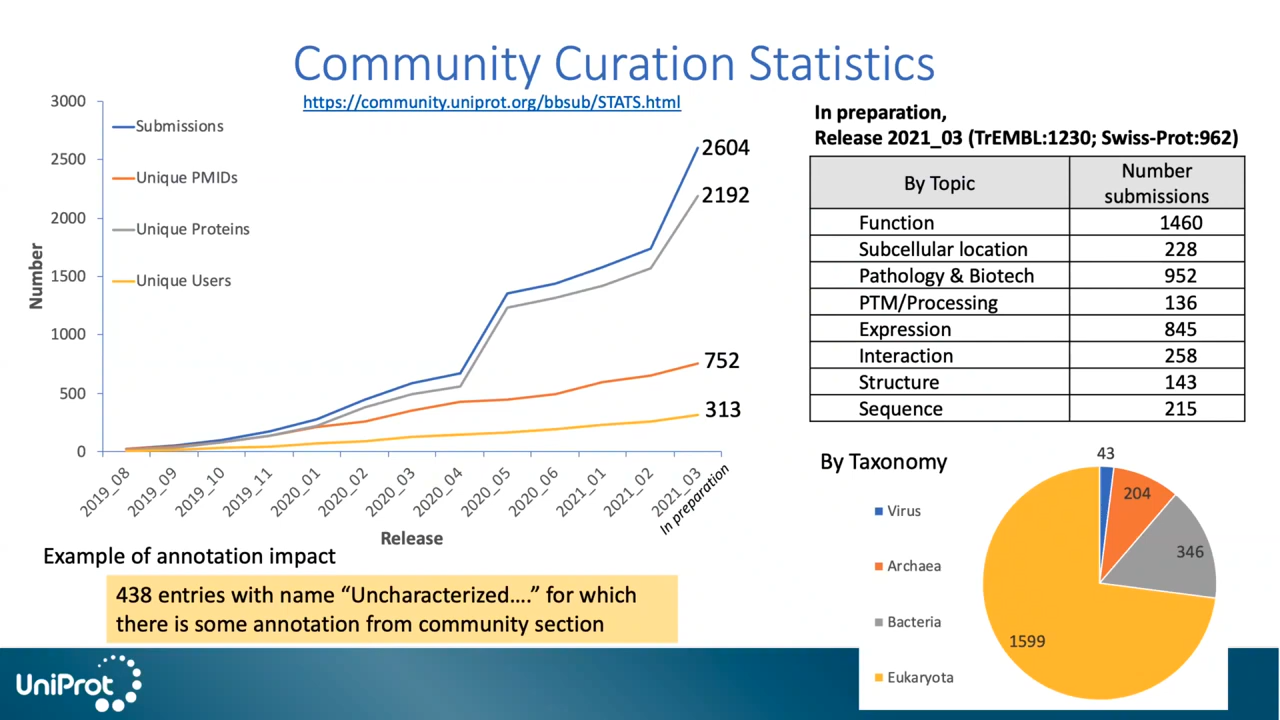 Community Curation Statistics
https://community.uniprot.org/bbsub/STATS.html
3000
2500
2000
1500
1000
500
0
Number
Submissions
Unique PMIDs
Unique Proteins
Unique Users
2604
2192
752
313
2019_08
2019_09
2019_10
2019_11
2020_01
2020_02
2020_03
2020_04
2020_05
2020_06
2021_01
2021_02
2021_03
In preparation
Release
Example of annotation impact
438 entries with name “Uncharacterized....” for which
there is some annotation from community section
In preparation,
Release 2021_03 (TrEMBL:1230; Swiss-Prot:962)
By Topic Number submissions
Function 1460
Subcellular location 228
Pathology & Biotech 952
PTM/Processing 136
Expression 845
Interaction 258
Structure 143
Sequence 215
By Taxonomy
Virus
Archaea
Bacteria
Eukaryota
43
204
346
1599
UniProt